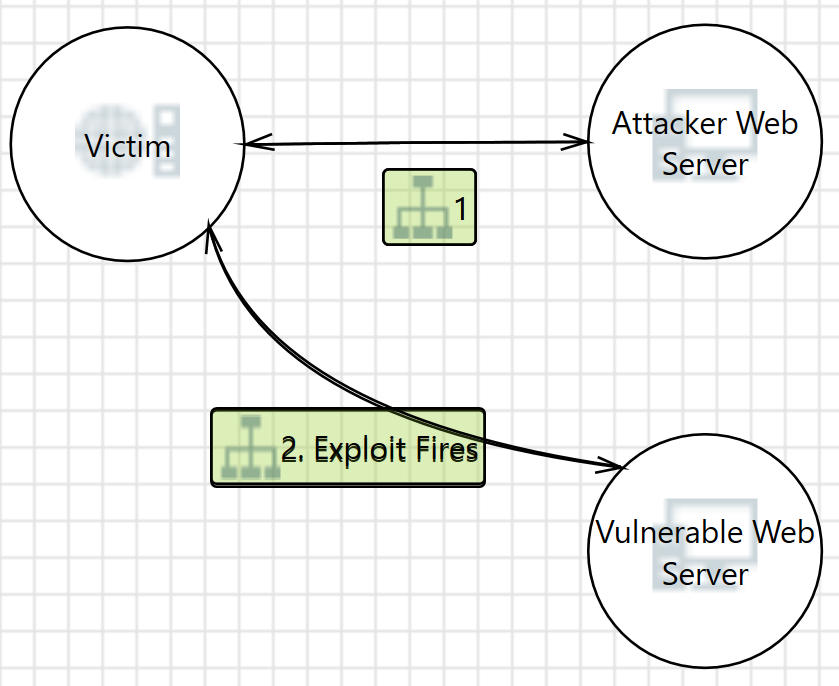 Victim
Attacker Web
Server
1
2. Exploit Fires
Vulnerable Web
Server